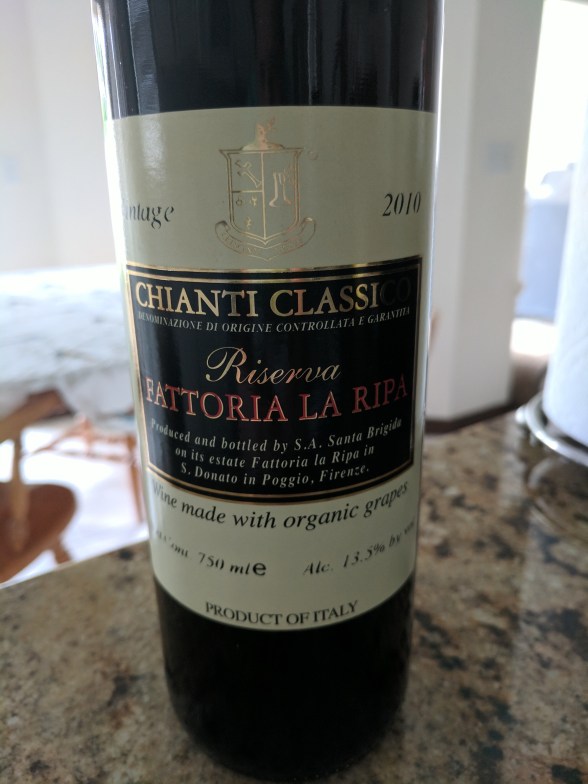 2010
CHIANTI CLASSICO
DENOMINAZIONE DI ORIGINE CONTROLLATA E GARANTITA
Riserva
FATTORIA LA RIPA
Produced and bottled by S.A. Santa Brigida
on its estate Fattoria la Ripa in
S. Donato in Poggio, Firenze.
Wine made with organic grapes
750 ml e Alc. 13.5% by vol
PRODUCT OF ITALY